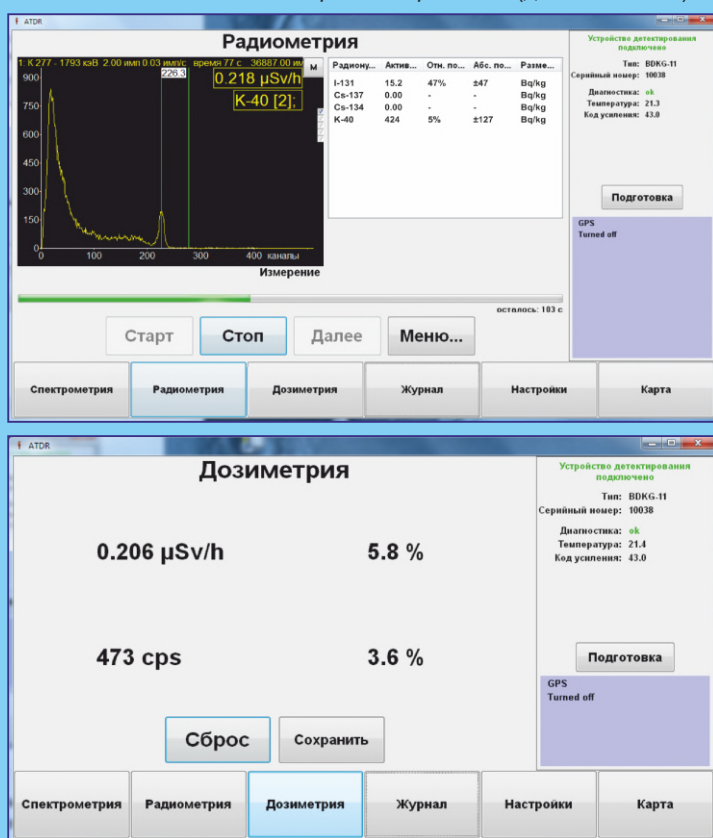 ATDR
Радиометрия
1: К 277 - 1793 кэВ 2.00 имп 0.03 имп/с время 77 с 36887.00 им
226.3
М
0.218 µSv/h
K-40 [2];
900
750
600
450
300
150
0
0 100 200 300 400 каналы
Измерение
Радиону... Актив... Отн. по... Абс. по... Разме...
I-131 15.2 47% ±47 Bq/kg
Cs-137 0.00 - - Bq/kg
Cs-134 0.00 - - Bq/kg
K-40 424 5% ±127 Bq/kg
Устройство детектирования
подключено
Тип: BDKG-11
Серийный номер: 10038
Диагностика: ok
Температура: 21.3
Код усиления: 43.0
Подготовка
GPS
Turned off
осталось: 103 с
Старт Стоп Далее Меню...
Спектрометрия Радиометрия Дозиметрия Журнал Настройки Карта
ATDR
Дозиметрия
0.206 µSv/h 5.8 %
473 cps 3.6 %
Устройство детектирования
подключено
Тип: BDKG-11
Серийный номер: 10038
Диагностика: ok
Температура: 21.4
Код усиления: 43.0
Подготовка
GPS
Turned off
Сброс Сохранить
Спектрометрия Радиометрия Дозиметрия Журнал Настройки Карта